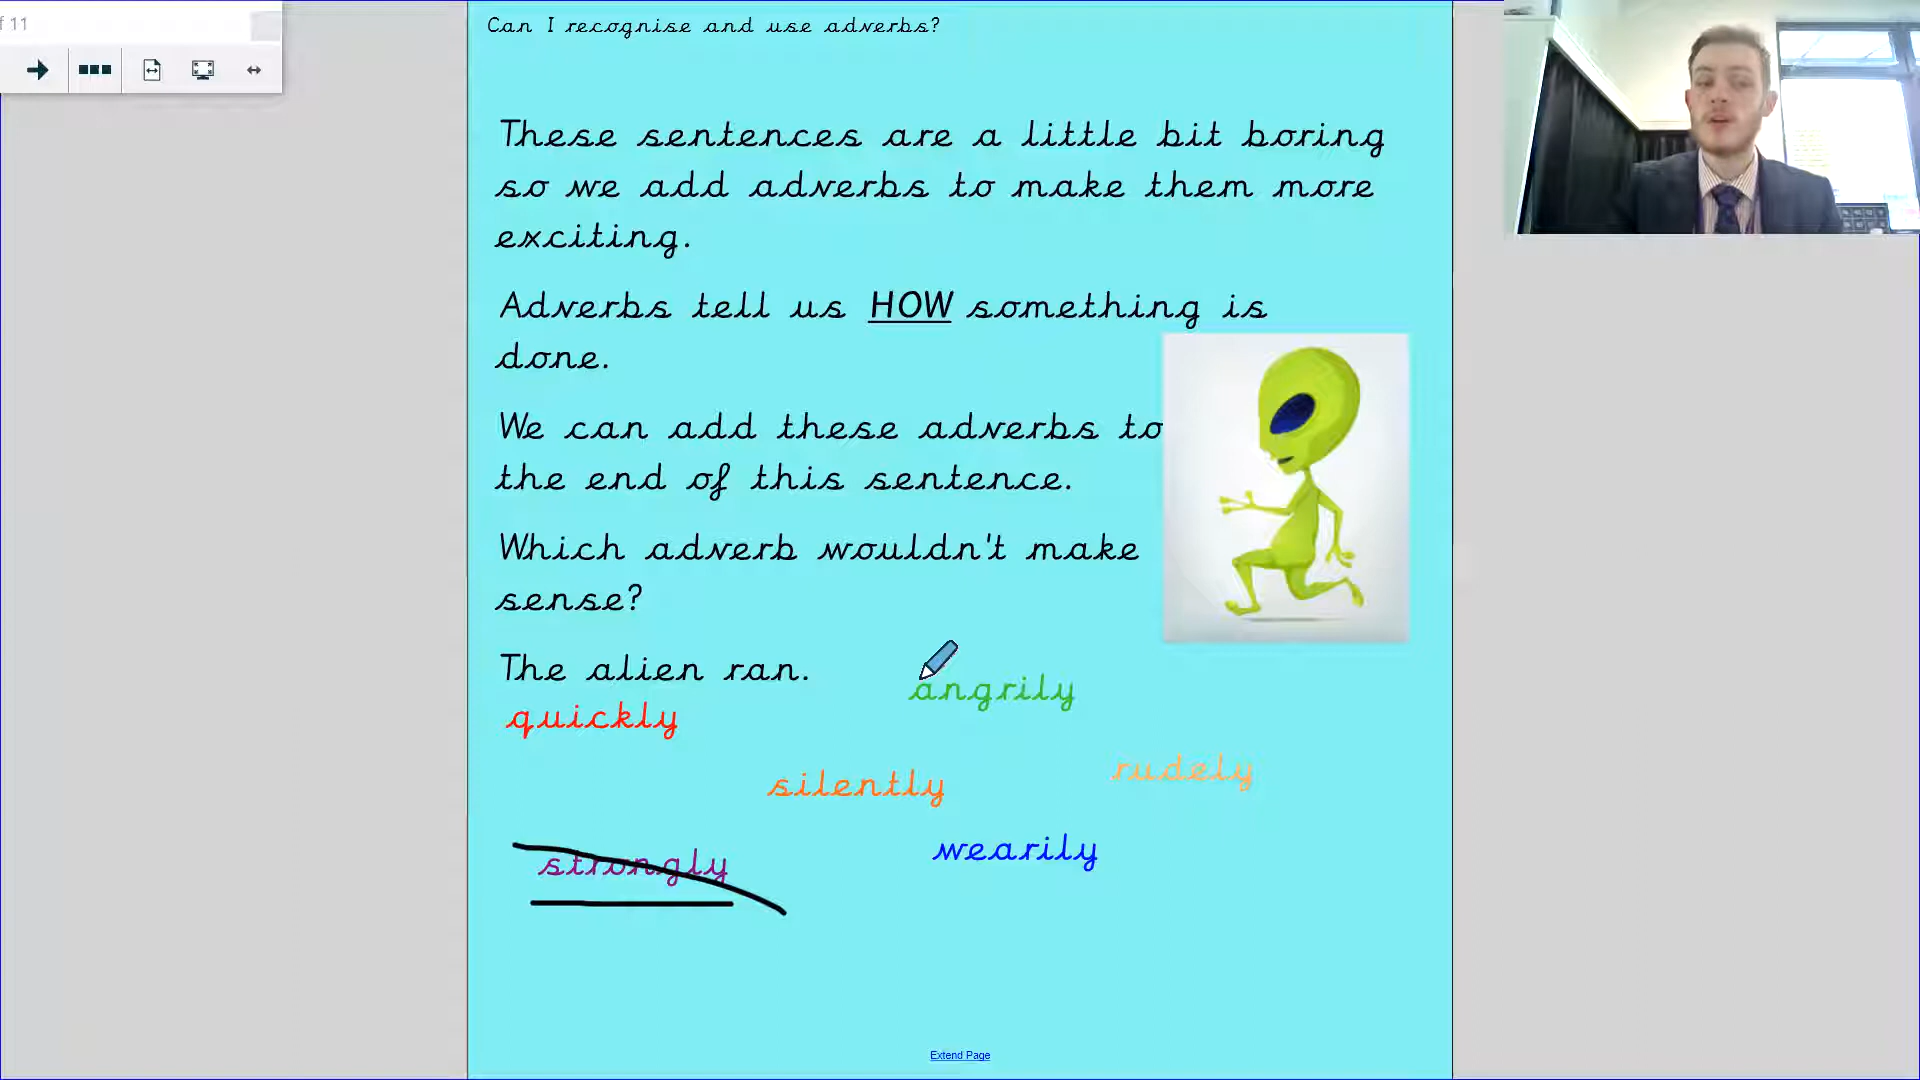 f 11
Can I recognise and use adverbs?
These sentences are a little bit boring
so we add adverbs to make them more
exciting.
Adverbs tell us HOW something is
done.
We can add these adverbs to
the end of this sentence.
Which adverb wouldn't make
sense?
The alien ran.
angrily
quickly
silently
rudely
strongly
wearily
Extend Page